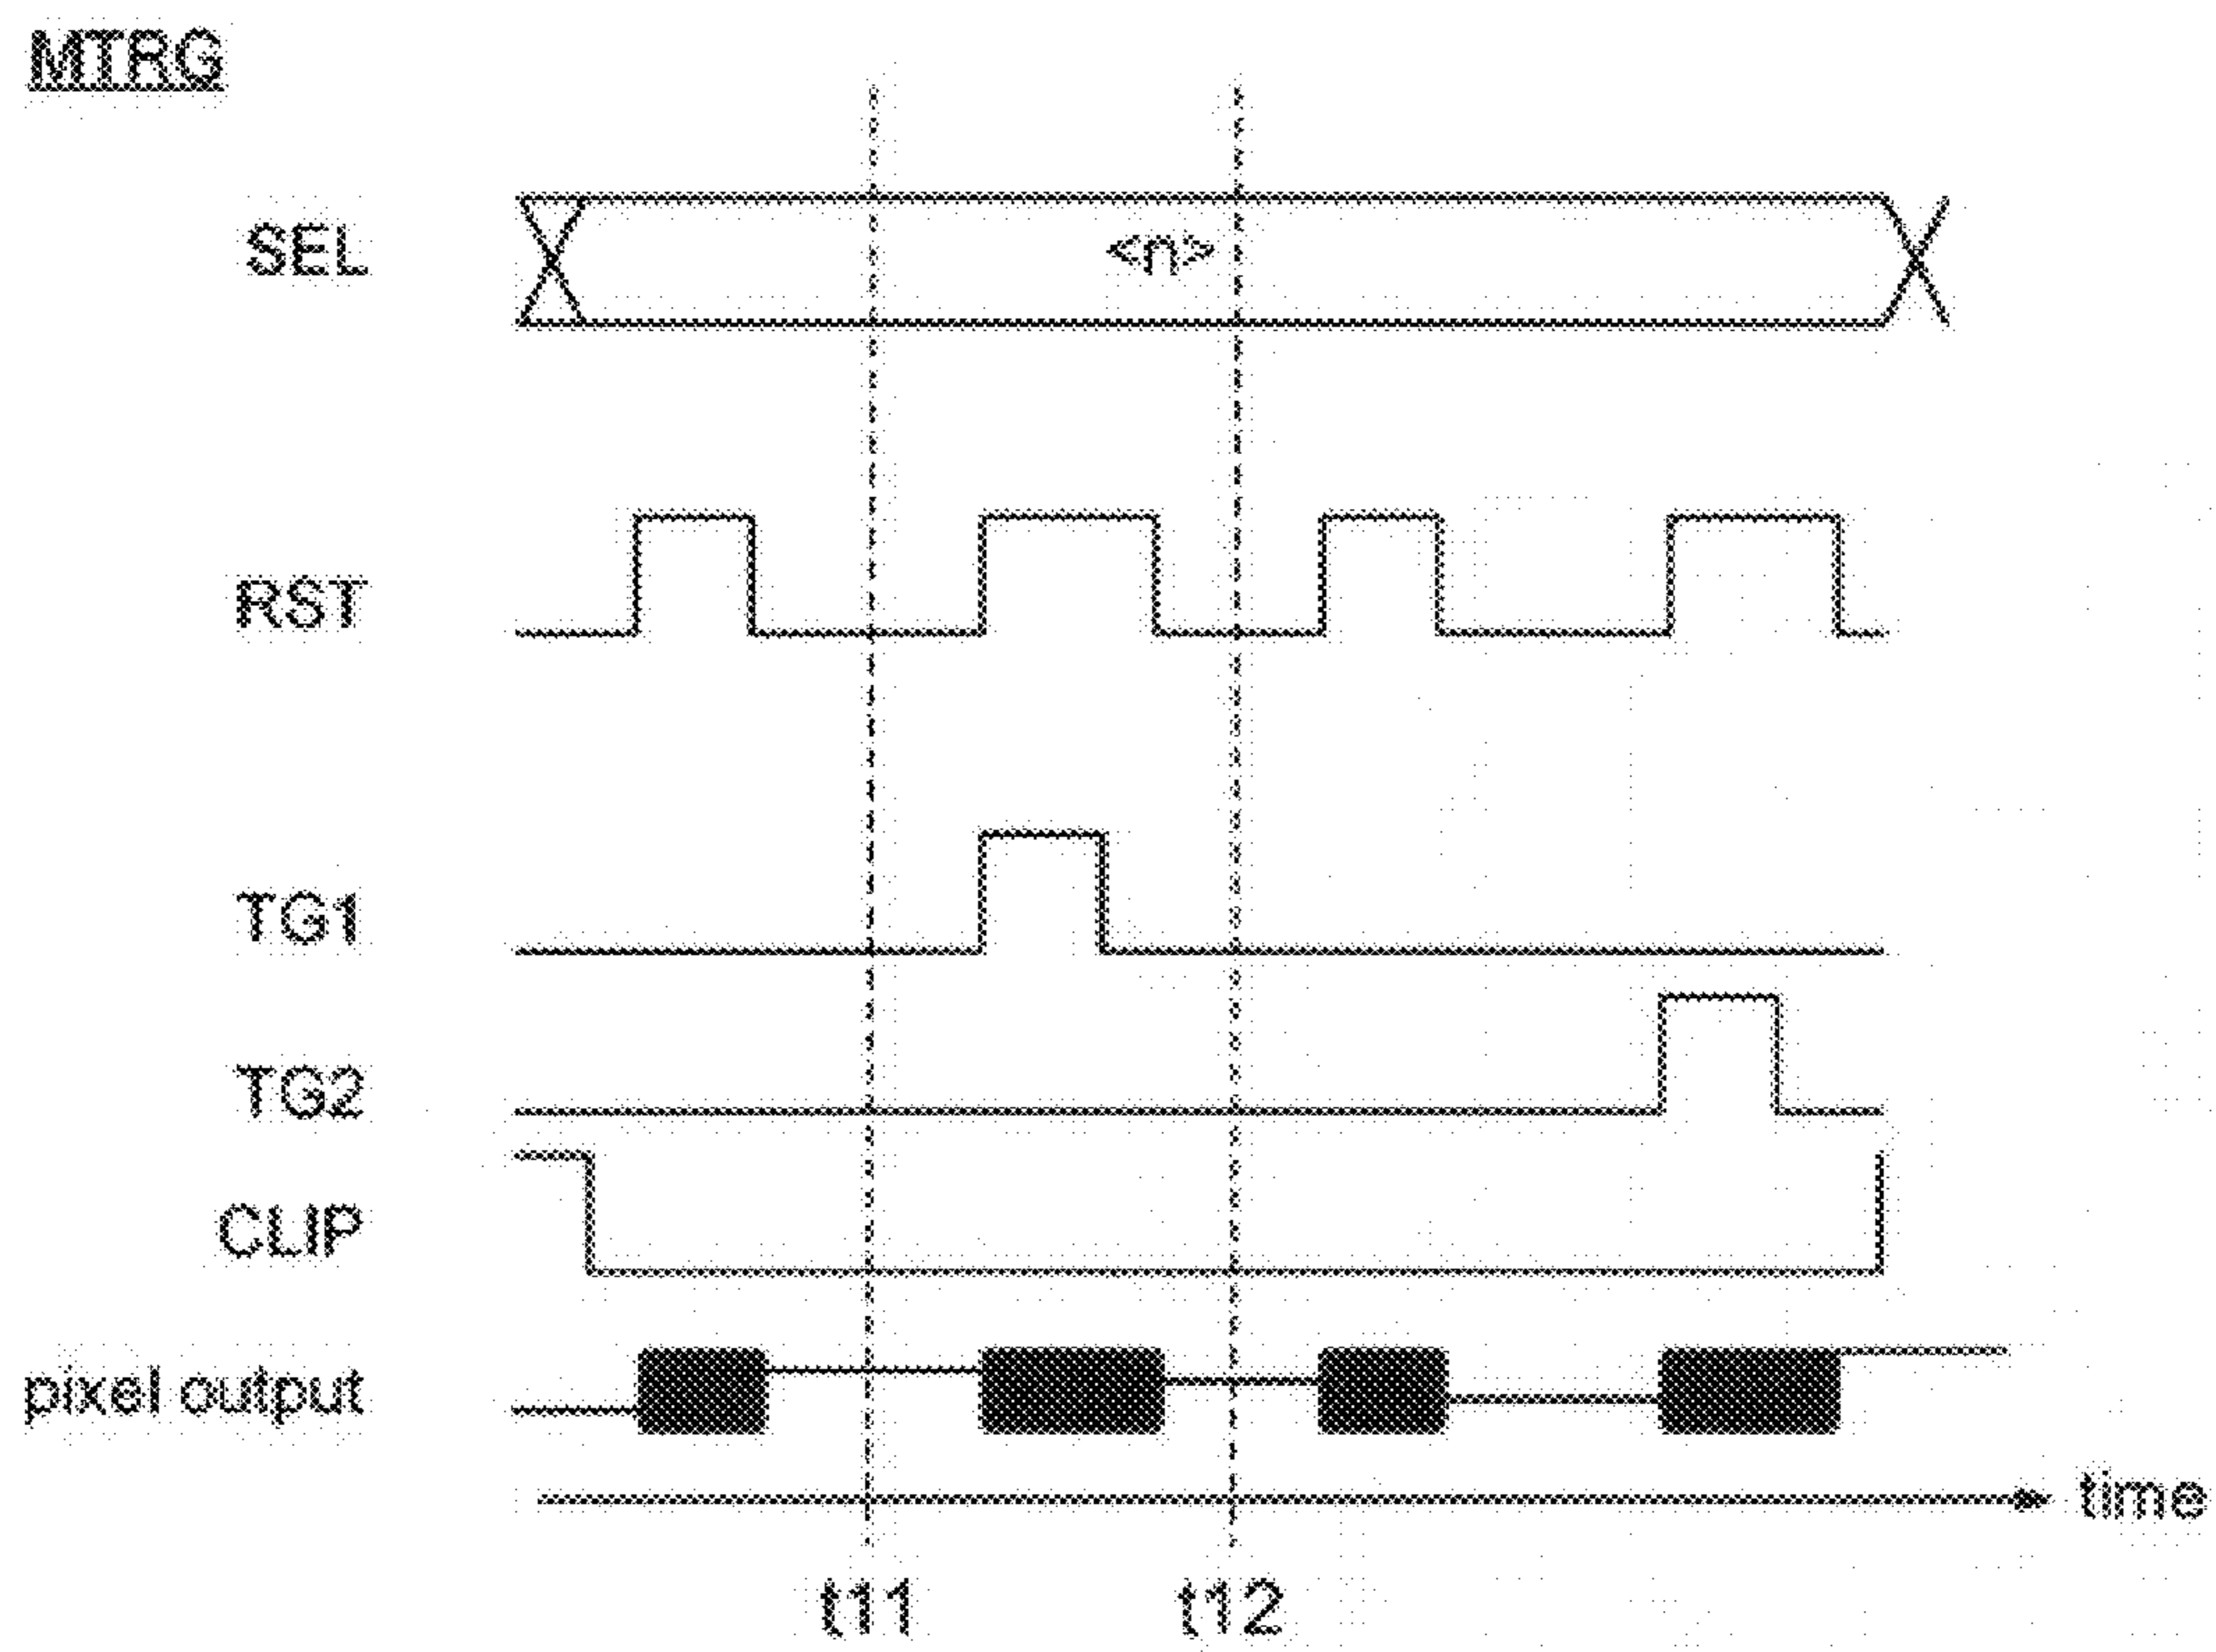 MTRG
SEL
<n>
RST
TG1
TG2
CLIP
pixel output
time
t11
t12